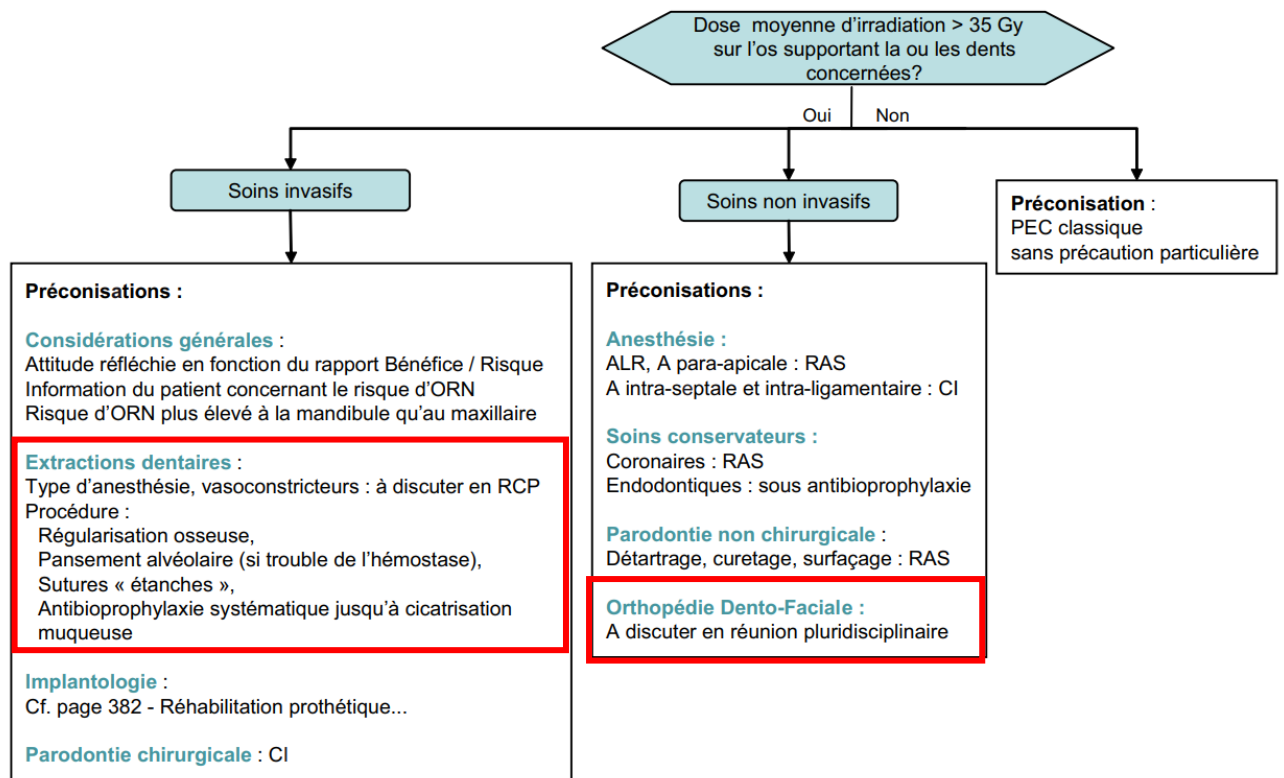 Dose moyenne d’irradiation > 35 Gy
sur l’os supportant la ou les dents
concernées?
Oui
Non
Soins invasifs
Préconisations :
Considérations générales :
Attitude réfléchie en fonction du rapport Bénéfice / Risque
Information du patient concernant le risque d’ORN
Risque d’ORN plus élevé à la mandibule qu’au maxillaire
Extractions dentaires :
Type d’anesthésie, vasoconstricteurs : à discuter en RCP
Procédure :
Régularisation osseuse,
Pansement alvéolaire (si trouble de l’hémostase),
Sutures « étanches »,
Antibioprophylaxie systématique jusqu’à cicatrisation
muqueuse
Implantologie :
Cf. page 382 - Réhabilitation prothétique...
Parodontie chirurgicale : CI
Soins non invasifs
Préconisations :
Anesthésie :
ALR, A para-apicale : RAS
A intra-septale et intra-ligamentaire : CI
Soins conservateurs :
Coronaires : RAS
Endodontiques : sous antibioprophylaxie
Parodontie non chirurgicale :
Détartrage, curetage, surfaçage : RAS
Orthopédie Dento-Faciale :
A discuter en réunion pluridisciplinaire
Préconisation :
PEC classique
sans précaution particulière